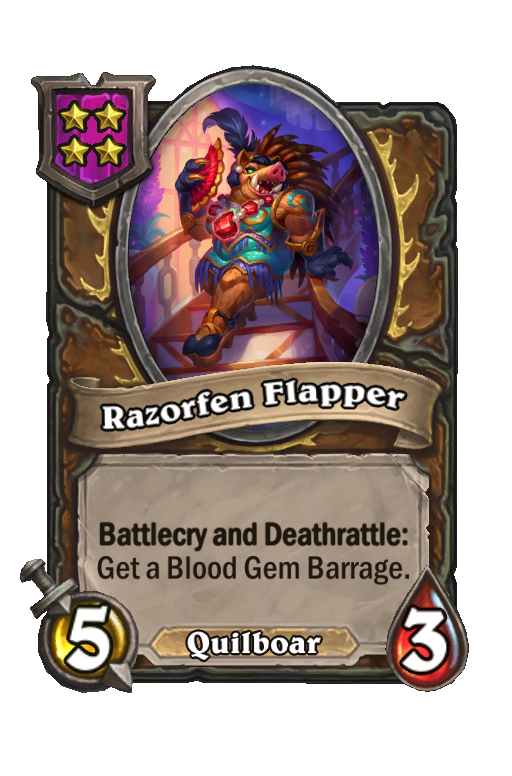 Razorfen Flapper
Battlecry and Deathrattle:
Get a Blood Gem Barrage.
5
Quilboar
3